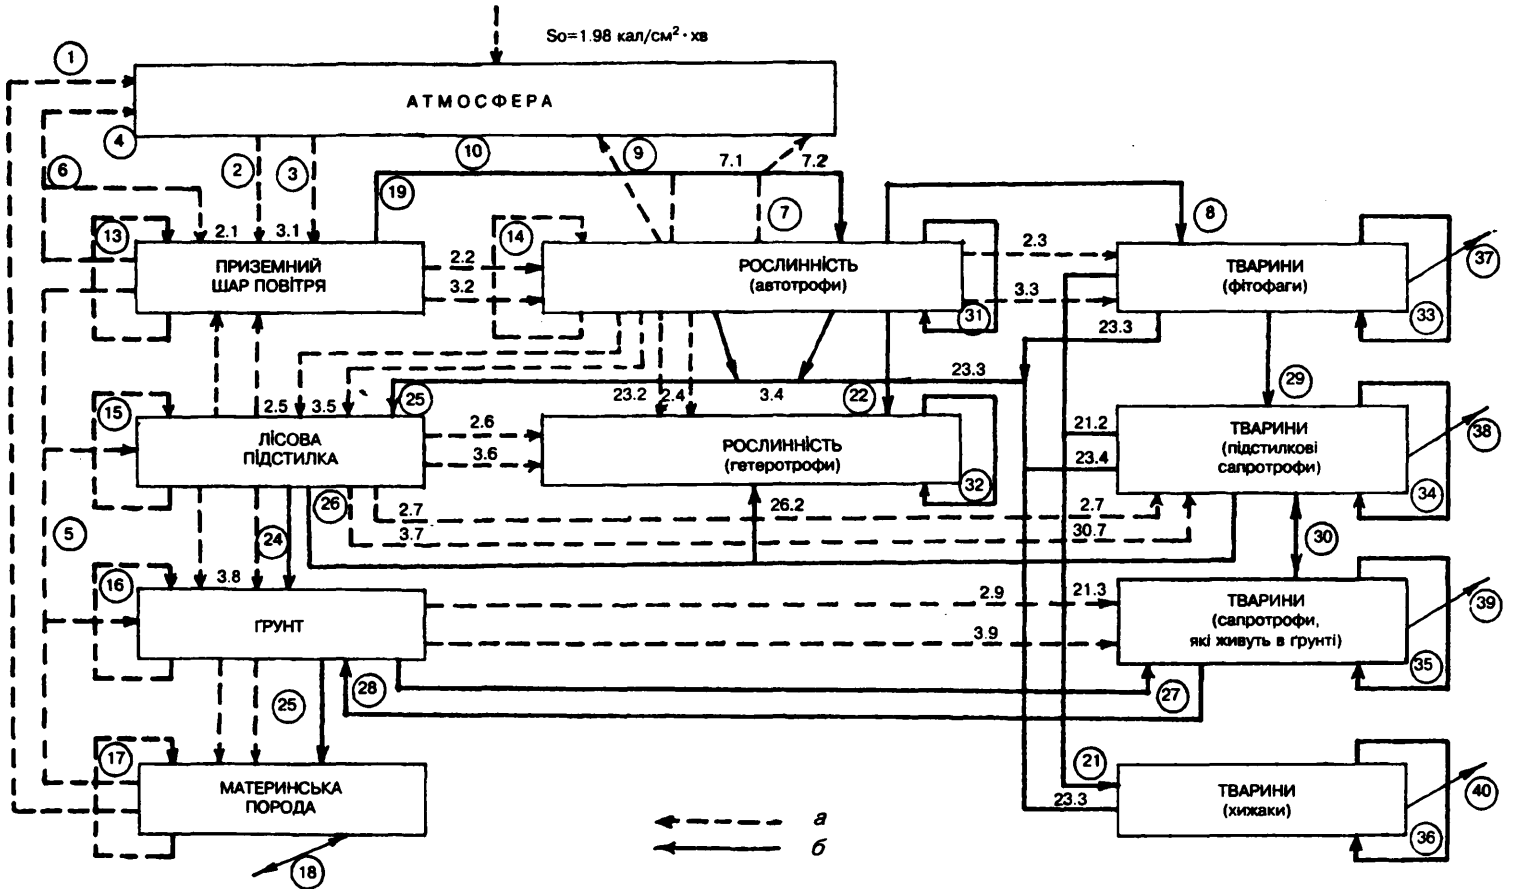 So=1.98 кал/см²·хв
1
АТМОСФЕРА
4
10
9
7.1
7.2
6
2
3
19
7
8
13
2.1
3.1
14
2.2
2.3
37
ПРИЗЕМНИЙ
ШАР ПОВІТРЯ
РОСЛИННІСТЬ
(автотрофи)
ТВАРИНИ
(фітофаги)
3.2
3.3
31
33
23.3
23.3
29
15
2.5
3.5
25
23.2
2.4
3.4
22
2.6
21.2
38
ЛІСОВА
ПІДСТИЛКА
РОСЛИННІСТЬ
(гетеротрофи)
ТВАРИНИ
(підстилкові
сапротрофи)
3.6
23.4
32
34
26
26.2
2.7
2.7
5
24
3.7
30.7
30
16
3.8
2.9
21.3
39
ҐРУНТ
ТВАРИНИ
(сапротрофи,
які живуть в ґрунті)
3.9
35
25
28
27
17
21
МАТЕРИНСЬКА
ПОРОДА
ТВАРИНИ
(хижаки)
40
23.3
а
б
36
18